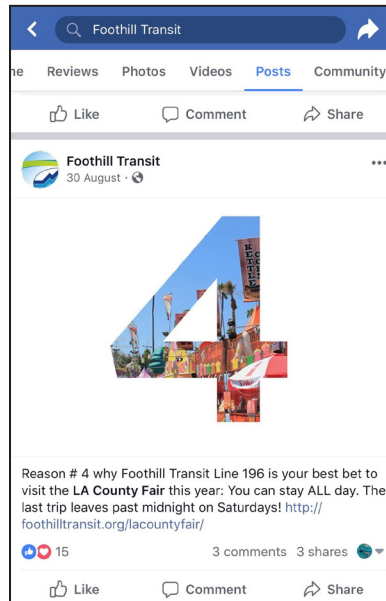 Foothill Transit
ne Reviews Photos Videos Posts Community
Like Comment Share
Foothill Transit
30 August ·
4
KETTLE
CORN
Reason # 4 why Foothill Transit Line 196 is your best bet to
visit the LA County Fair this year: You can stay ALL day. The
last trip leaves past midnight on Saturdays! http://
foothilltransit.org/lacountyfair/
15 3 comments 3 shares
Like Comment Share